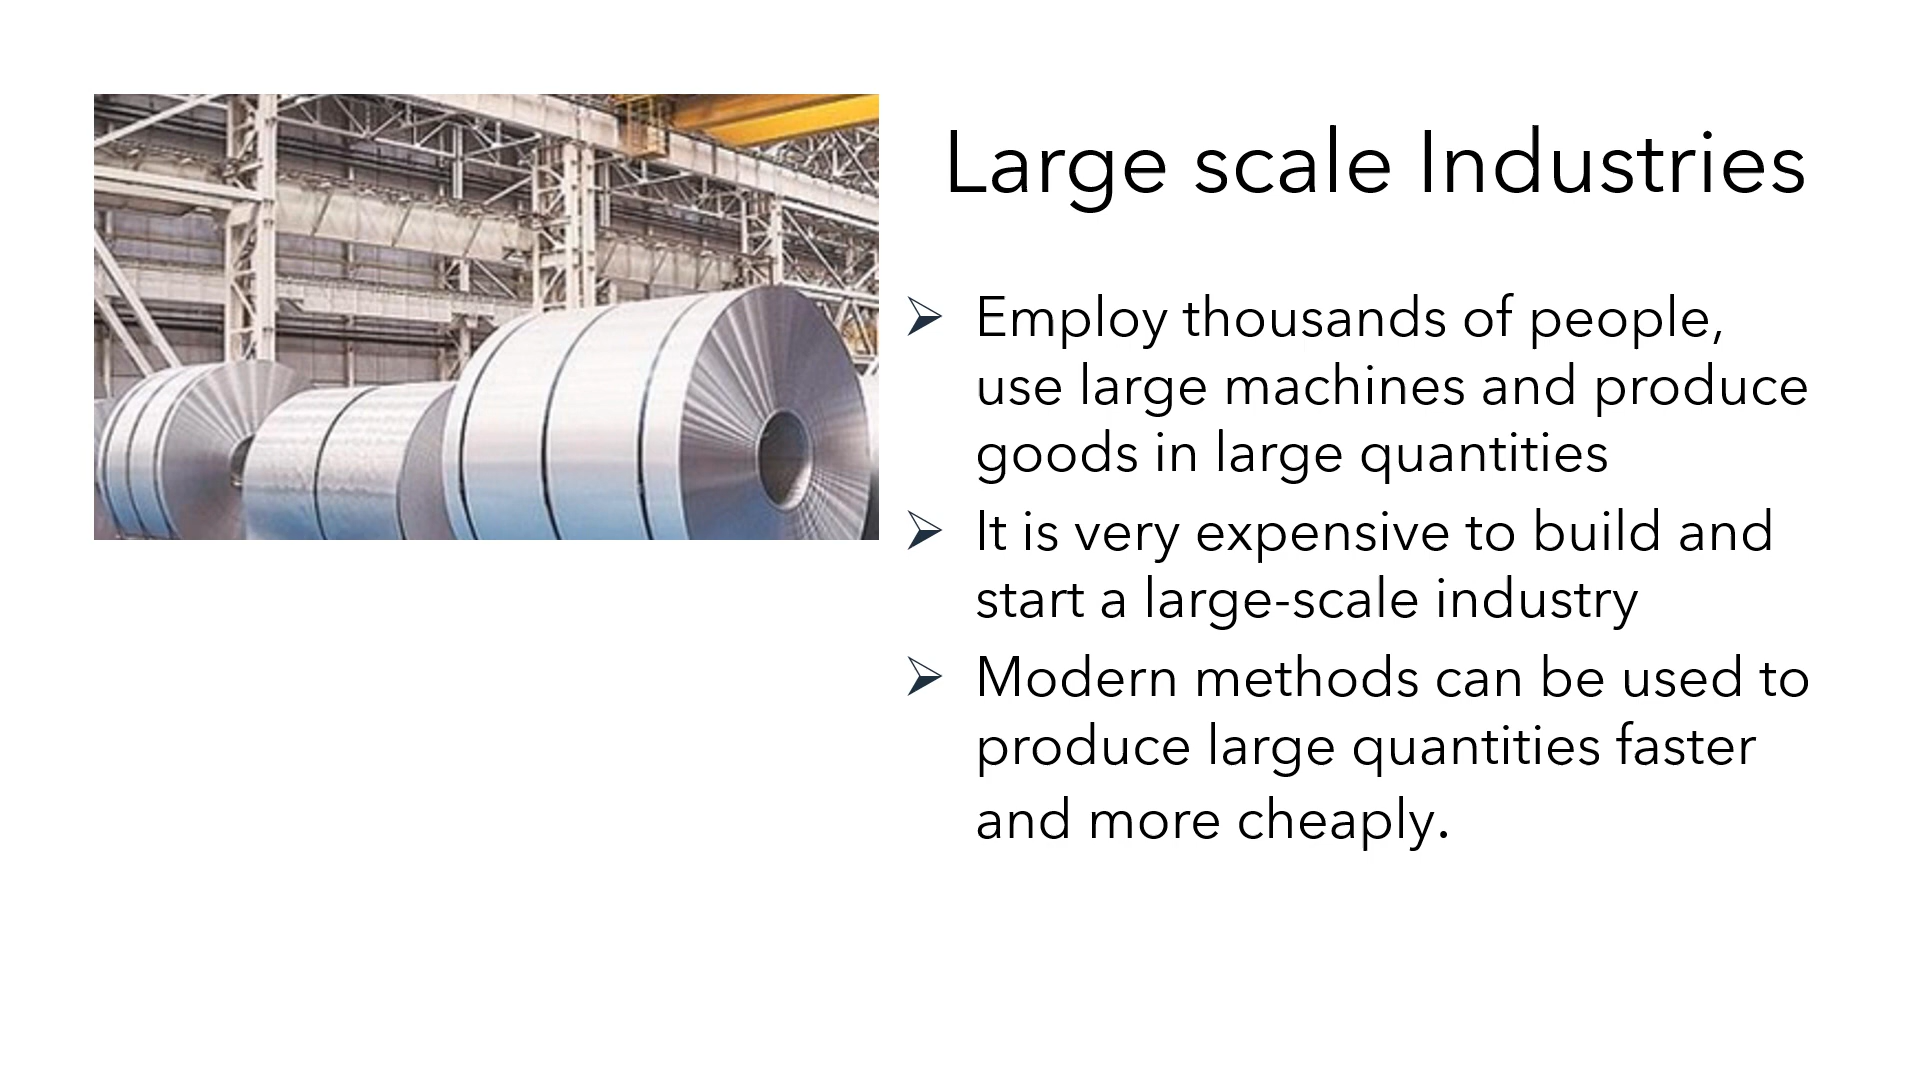 Large scale Industries
➢ Employ thousands of people,
use large machines and produce
goods in large quantities
➢ It is very expensive to build and
start a large-scale industry
➢ Modern methods can be used to
produce large quantities faster
and more cheaply.